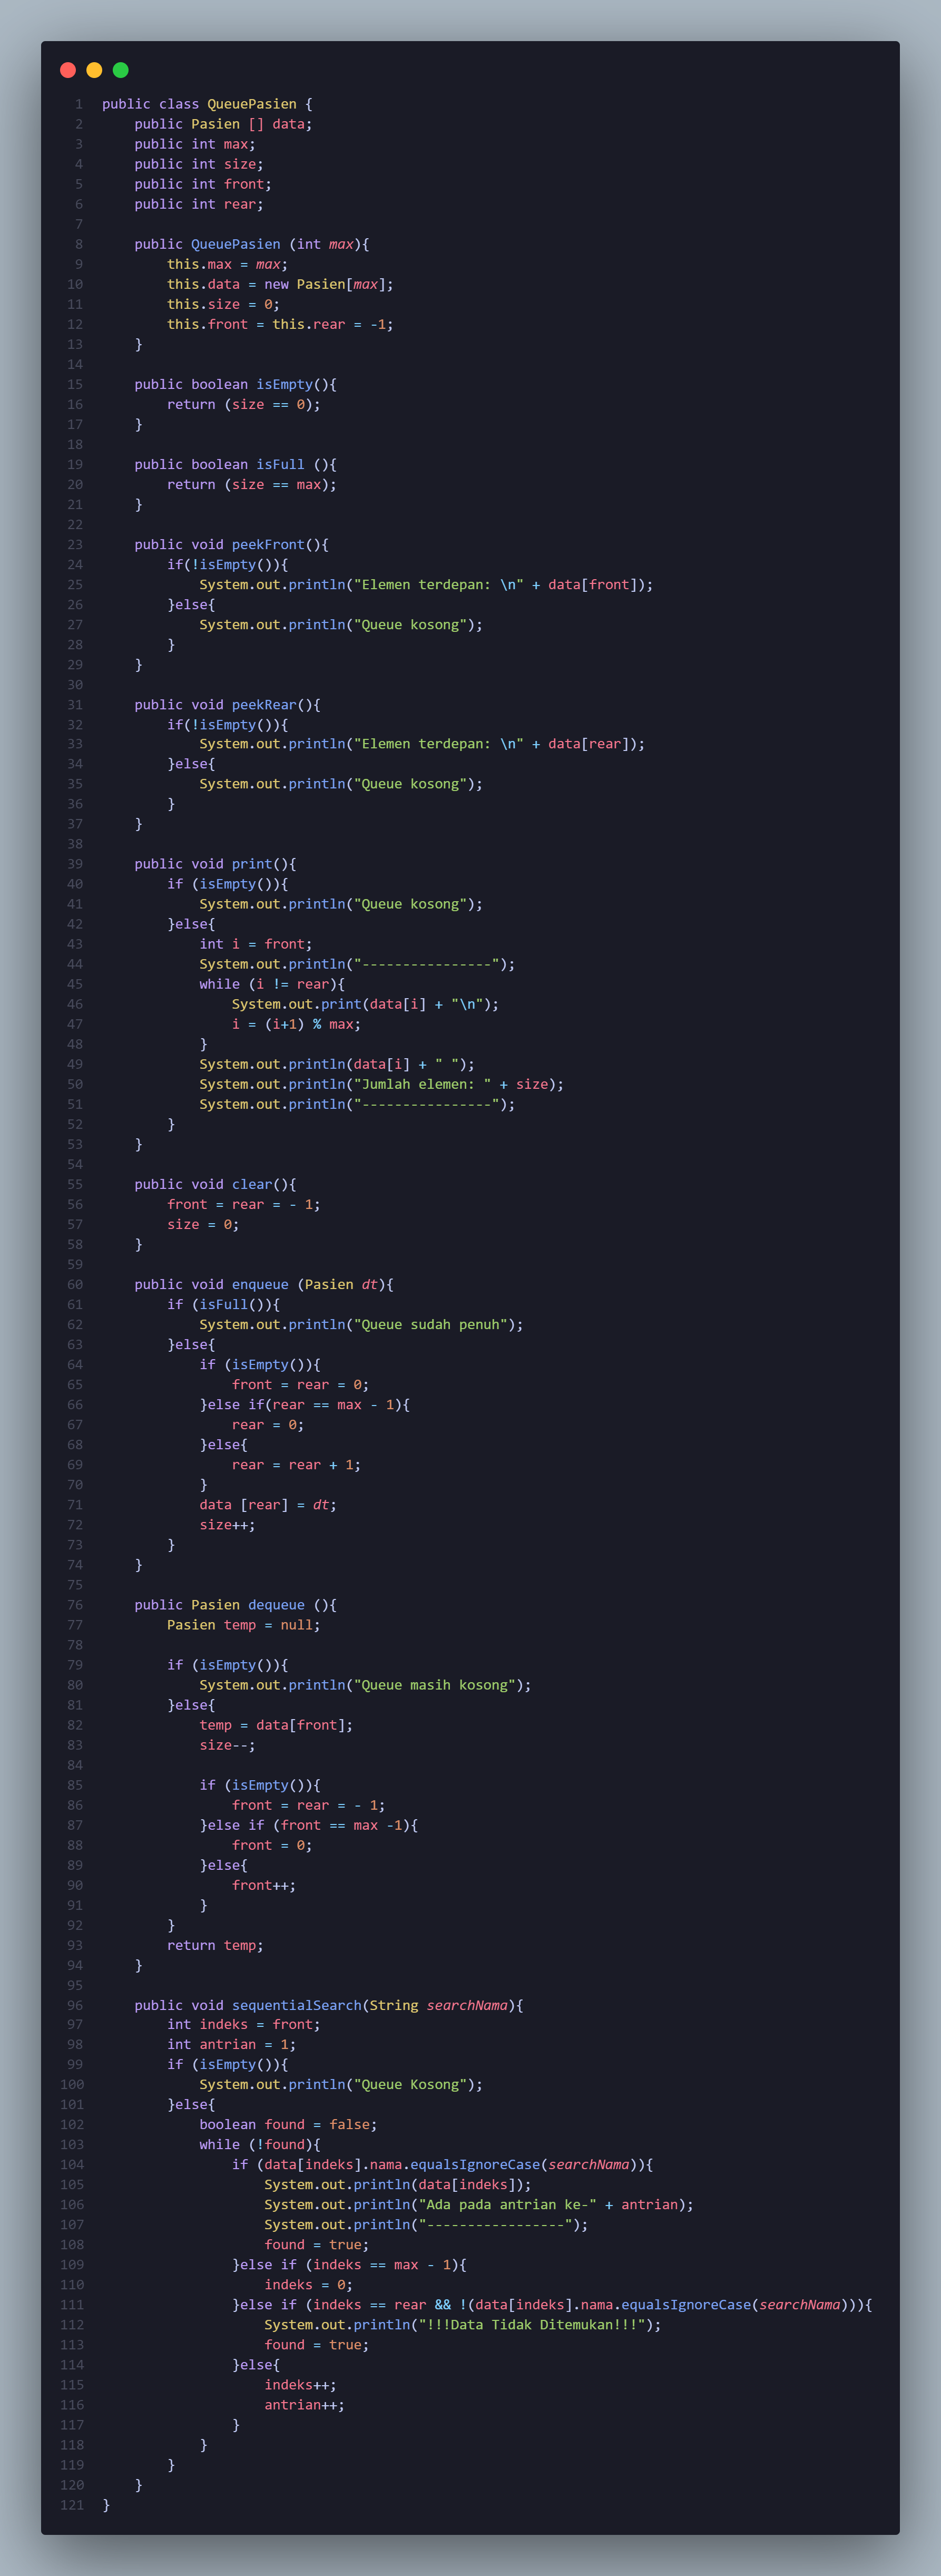 1 public class QueuePasien {
2     public Pasien [] data;
3     public int max;
4     public int size;
5     public int front;
6     public int rear;
7
8     public QueuePasien (int max){
9         this.max = max;
10         this.data = new Pasien[max];
11         this.size = 0;
12         this.front = this.rear = -1;
13     }
14
15     public boolean isEmpty(){
16         return (size == 0);
17     }
18
19     public boolean isFull (){
20         return (size == max);
21     }
22
23     public void peekFront(){
24         if(!isEmpty()){
25             System.out.println("Elemen terdepan: \n" + data[front]);
26         }else{
27             System.out.println("Queue kosong");
28         }
29     }
30
31     public void peekRear(){
32         if(!isEmpty()){
33             System.out.println("Elemen terdepan: \n" + data[rear]);
34         }else{
35             System.out.println("Queue kosong");
36         }
37     }
38
39     public void print(){
40         if (isEmpty()){
41             System.out.println("Queue kosong");
42         }else{
43             int i = front;
44             System.out.println("----------------");
45             while (i != rear){
46                 System.out.print(data[i] + "\n");
47                 i = (i+1) % max;
48             }
49             System.out.println(data[i] + " ");
50             System.out.println("Jumlah elemen: " + size);
51             System.out.println("----------------");
52         }
53     }
54
55     public void clear(){
56         front = rear = - 1;
57         size = 0;
58     }
59
60     public void enqueue (Pasien dt){
61         if (isFull()){
62             System.out.println("Queue sudah penuh");
63         }else{
64             if (isEmpty()){
65                 front = rear = 0;
66             }else if(rear == max - 1){
67                 rear = 0;
68             }else{
69                 rear = rear + 1;
70             }
71             data [rear] = dt;
72             size++;
73         }
74     }
75
76     public Pasien dequeue (){
77         Pasien temp = null;
78
79         if (isEmpty()){
80             System.out.println("Queue masih kosong");
81         }else{
82             temp = data[front];
83             size--;
84
85             if (isEmpty()){
86                 front = rear = - 1;
87             }else if (front == max -1){
88                 front = 0;
89             }else{
90                 front++;
91             }
92         }
93         return temp;
94     }
95
96     public void sequentialSearch(String searchNama){
97         int indeks = front;
98         int antrian = 1;
99         if (isEmpty()){
100             System.out.println("Queue Kosong");
101         }else{
102             boolean found = false;
103             while (!found){
104                 if (data[indeks].nama.equalsIgnoreCase(searchNama)){
105                     System.out.println(data[indeks]);
106                     System.out.println("Ada pada antrian ke-" + antrian);
107                     System.out.println("-----------------");
108                     found = true;
109                 }else if (indeks == max - 1){
110                     indeks = 0;
111                 }else if (indeks == rear && !(data[indeks].nama.equalsIgnoreCase(searchNama))){
112                     System.out.println("!!!Data Tidak Ditemukan!!!");
113                     found = true;
114                 }else{
115                     indeks++;
116                     antrian++;
117                 }
118             }
119         }
120     }
121 }